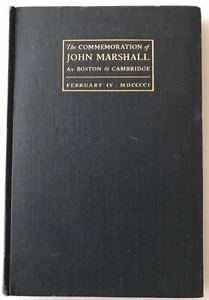 The COMMEMORATION of
JOHN MARSHALL
At BOSTON & CAMBRIDGE
FEBRUARY IV · MDCCCCI